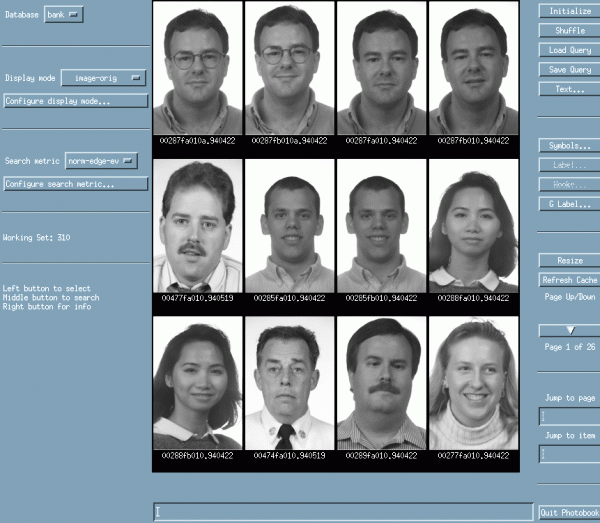 Database bank
Display mode image-orig
Configure display mode...
Search metric norm-edge-ev
Configure search metric...
Working Set: 310
Left button to select
Middle button to search
Right button for info
00287fa010a.940422 00287fb010a.940422 00287fa010.940422 00287fb010.940422
00477fa010.940519 00285fa010.940422 00285fb010.940422 00288fa010.940422
00288fb010.940422 00474fa010.940519 00289fa010.940422 00277fa010.940422
Initialize
Shuffle
Load Query
Save Query
Text...
Symbols...
Label...
Hooks...
G Label...
Resize
Refresh Cache
Page Up/Down
Page 1 of 26
Jump to page
Jump to item
Quit Photobook